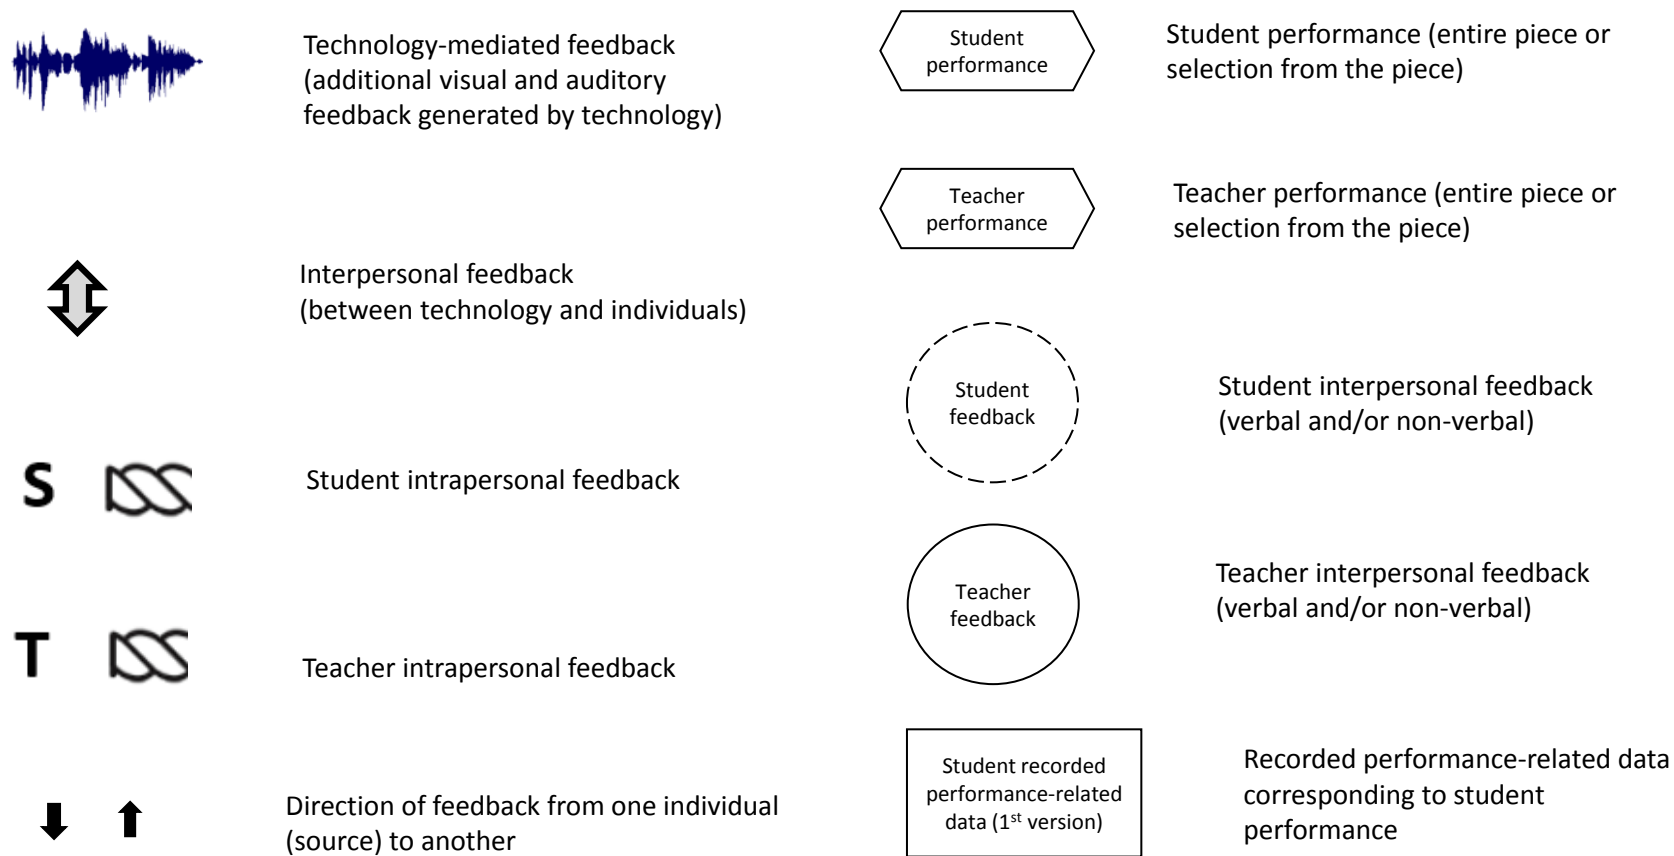 Technology-mediated feedback
(additional visual and auditory
feedback generated by technology)
Interpersonal feedback
(between technology and individuals)
S
Student intrapersonal feedback
T
Teacher intrapersonal feedback
Direction of feedback from one individual
(source) to another
Student
performance
Student performance (entire piece or
selection from the piece)
Teacher
performance
Teacher performance (entire piece or
selection from the piece)
Student
feedback
Student interpersonal feedback
(verbal and/or non-verbal)
Teacher
feedback
Teacher interpersonal feedback
(verbal and/or non-verbal)
Student recorded
performance-related
data (1st version)
Recorded performance-related data
corresponding to student
performance